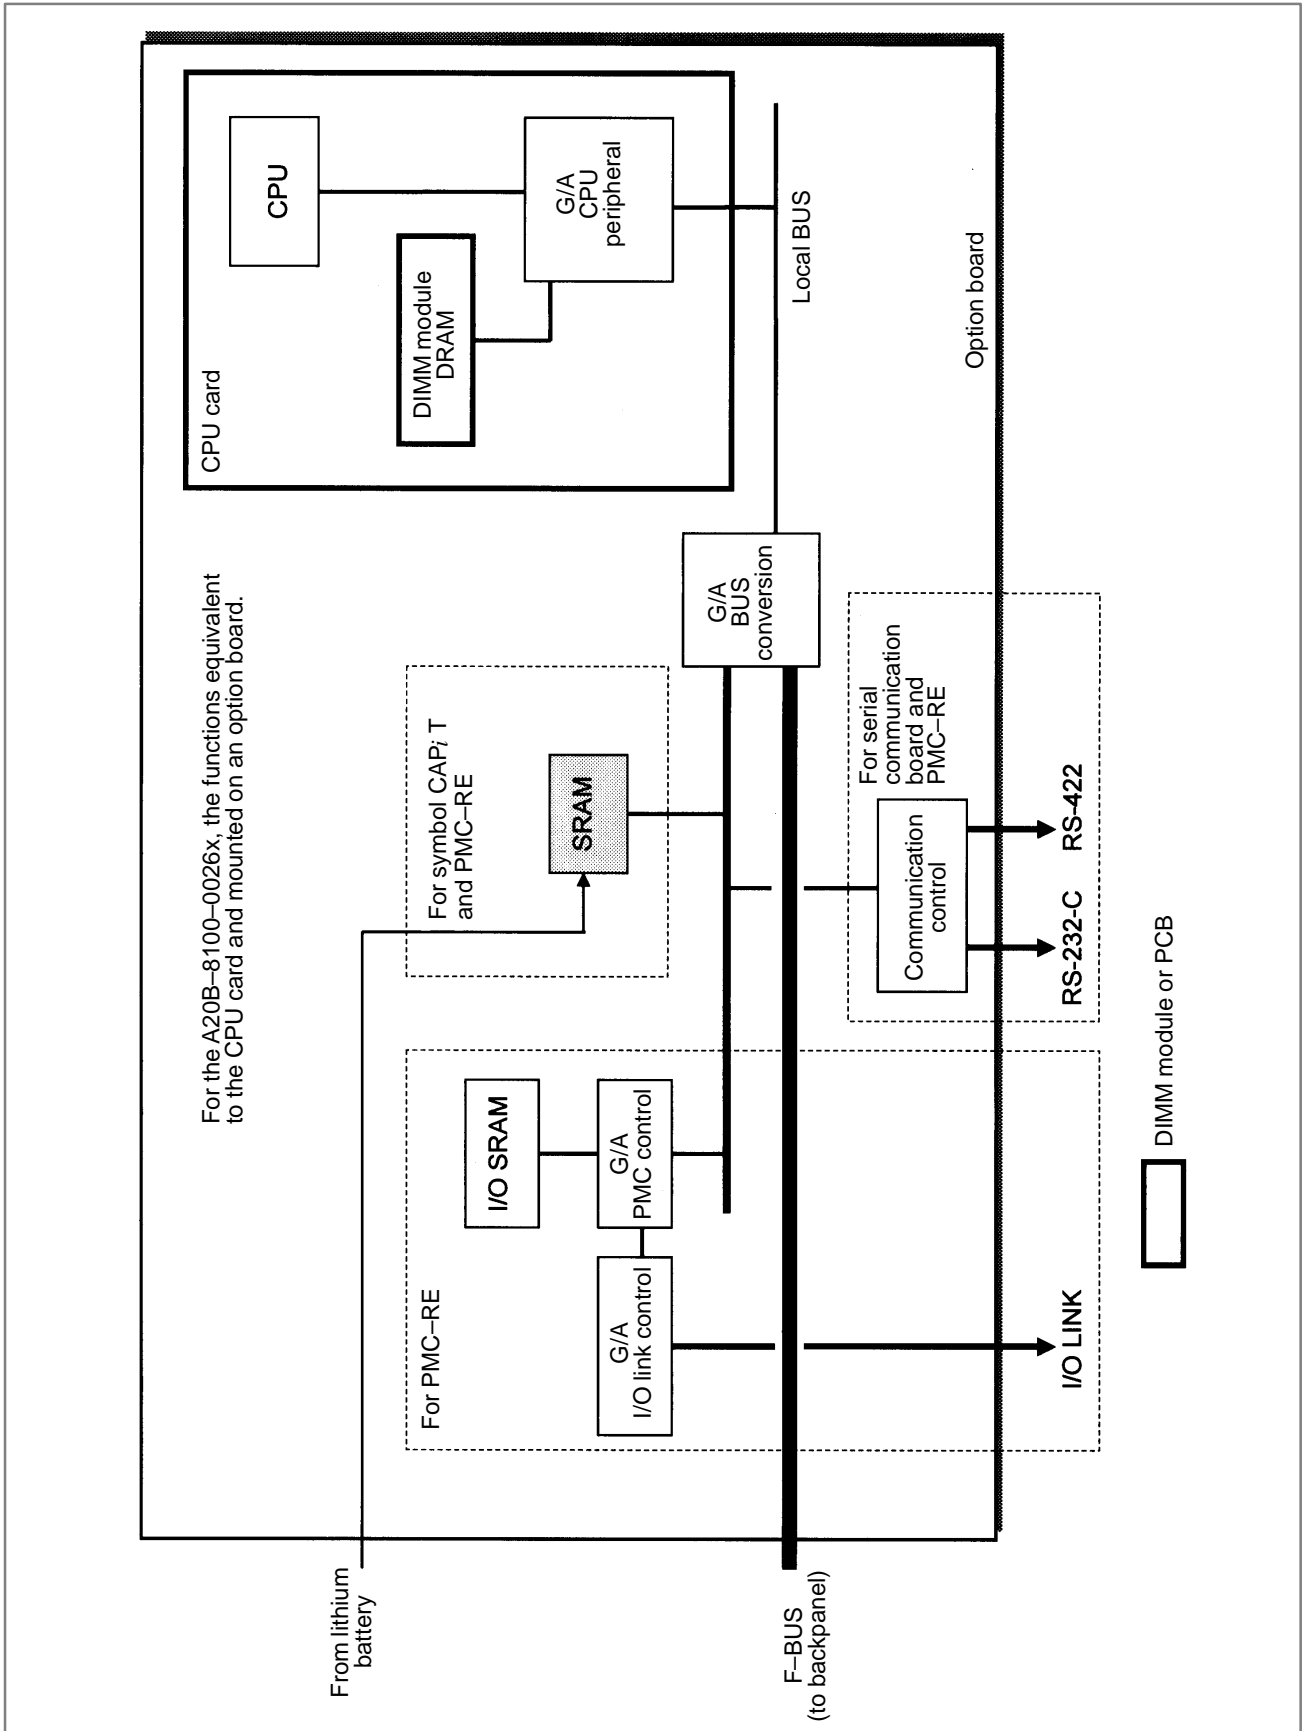 For the A20B–8100–0026x, the functions equivalent
to the CPU card and mounted on an option board.
CPU card
CPU
DIMM module
DRAM
G/A
CPU
peripheral
Local BUS
Option board
From lithium
battery
For symbol CAPi T
and PMC–RE
SRAM
G/A
BUS
conversion
For PMC–RE
I/O SRAM
G/A
PMC control
G/A
I/O link control
For serial
communication
board and
PMC–RE
Communication
control
F–BUS
(to backpanel)
I/O LINK
RS-232-C
RS-422
DIMM module or PCB